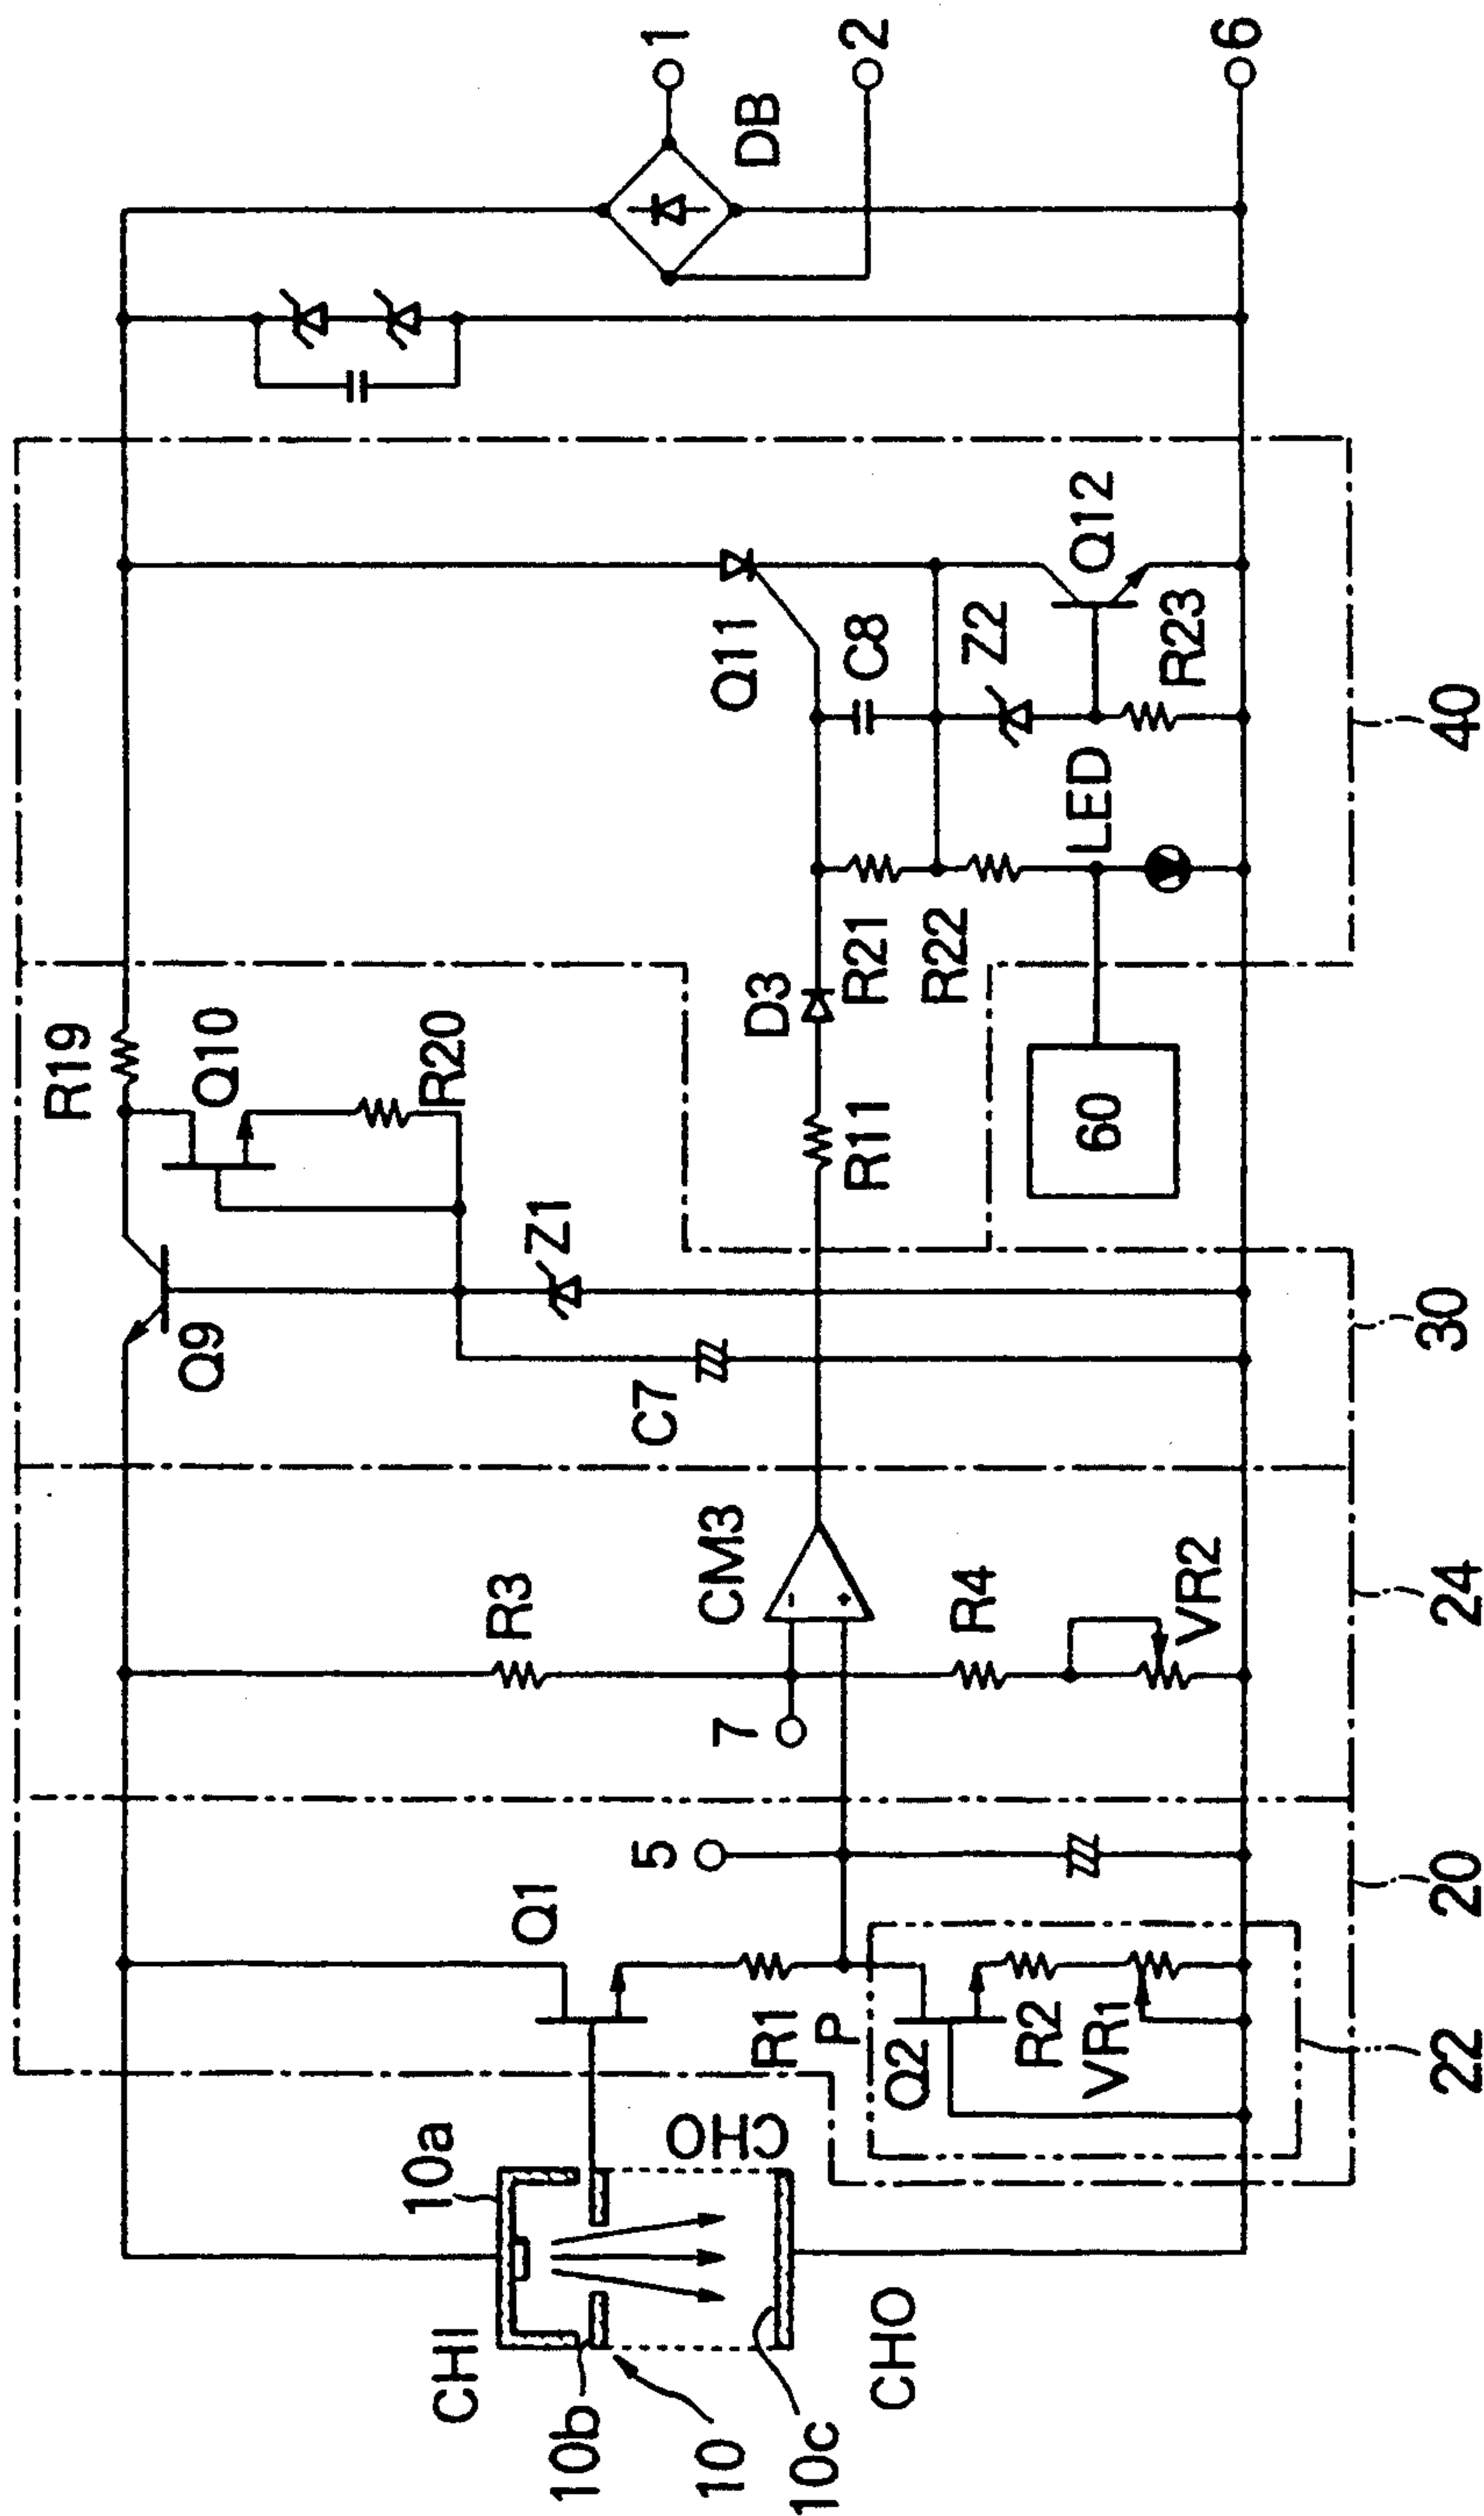 R19
Q9
Q10
R20
Z1
C7
Q1
R3
CM3
-
+
D3
R11
R21
R22
Q11
C8
Z2
Q12
R23
LED
60
DB
1
2
6
CHI
10a
10b
10
10c
CHO
CHO
R1
P
Q2
R2
VR1
5
7
R4
VR2
22
20
24
30
40